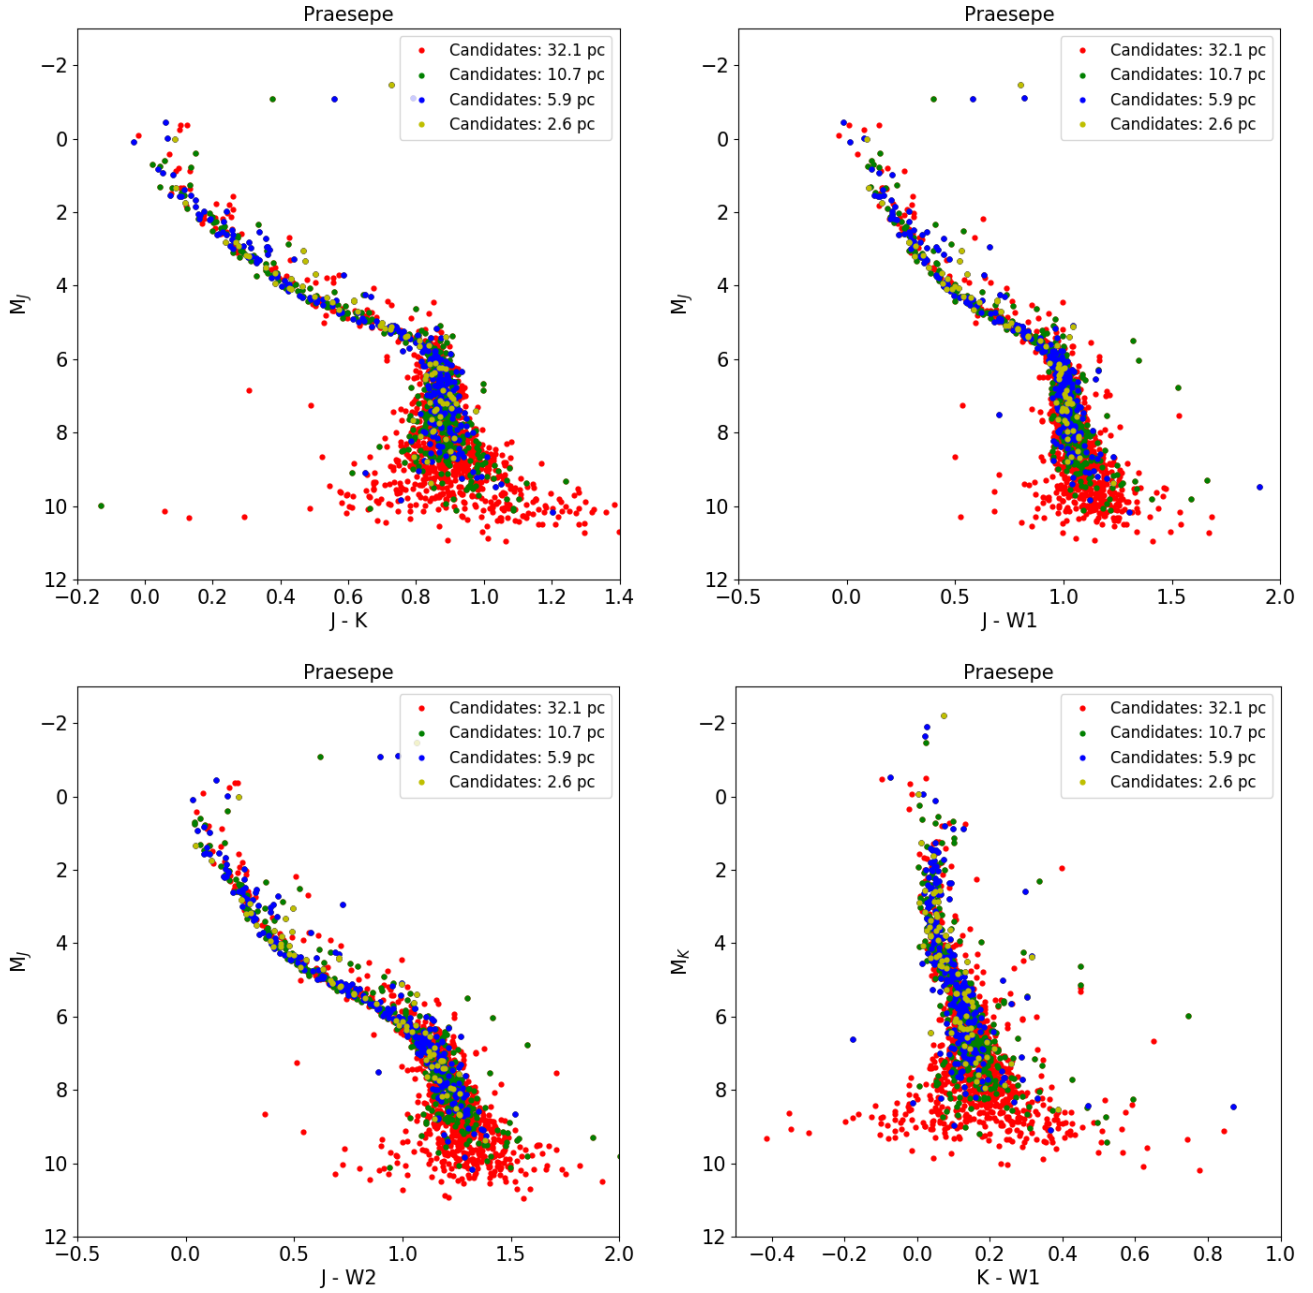 Praesepe
Candidates: 32.1 pc
Candidates: 10.7 pc
Candidates: 5.9 pc
Candidates: 2.6 pc
−2
0
2
4
6
8
10
12
M_J
−0.2 0.0 0.2 0.4 0.6 0.8 1.0 1.2 1.4
J - K
Praesepe
Candidates: 32.1 pc
Candidates: 10.7 pc
Candidates: 5.9 pc
Candidates: 2.6 pc
−2
0
2
4
6
8
10
12
M_J
−0.5 0.0 0.5 1.0 1.5 2.0
J - W1
Praesepe
Candidates: 32.1 pc
Candidates: 10.7 pc
Candidates: 5.9 pc
Candidates: 2.6 pc
−2
0
2
4
6
8
10
12
M_J
−0.5 0.0 0.5 1.0 1.5 2.0
J - W2
Praesepe
Candidates: 32.1 pc
Candidates: 10.7 pc
Candidates: 5.9 pc
Candidates: 2.6 pc
−2
0
2
4
6
8
10
12
M_K
−0.4 −0.2 0.0 0.2 0.4 0.6 0.8 1.0
K - W1